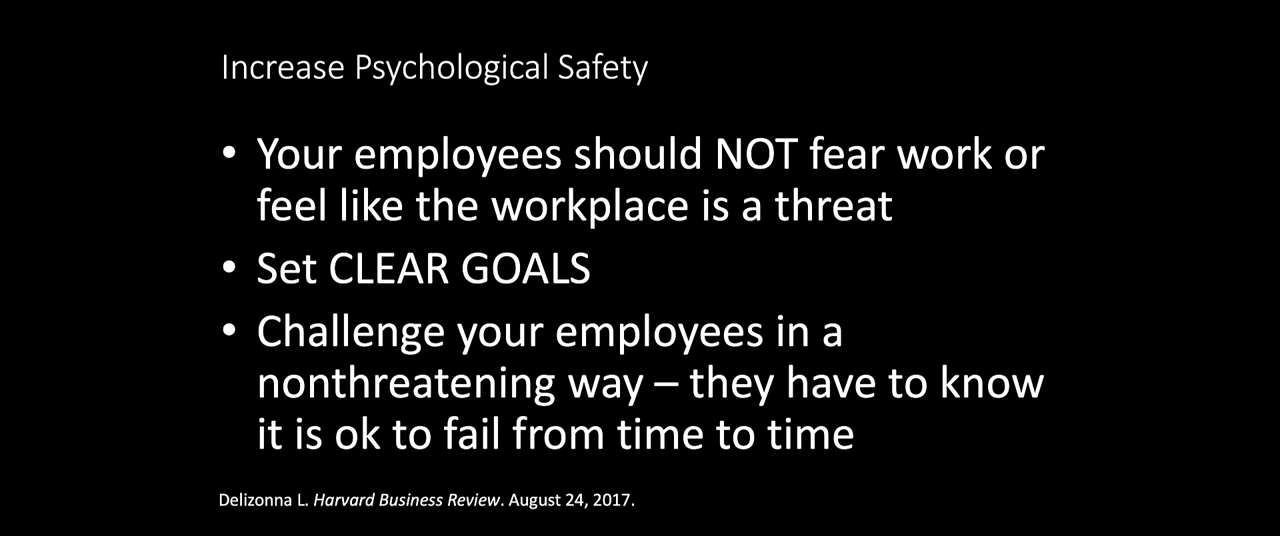 Increase Psychological Safety
• Your employees should NOT fear work or
feel like the workplace is a threat
• Set CLEAR GOALS
• Challenge your employees in a
nonthreatening way – they have to know
it is ok to fail from time to time
Delizonna L. Harvard Business Review. August 24, 2017.